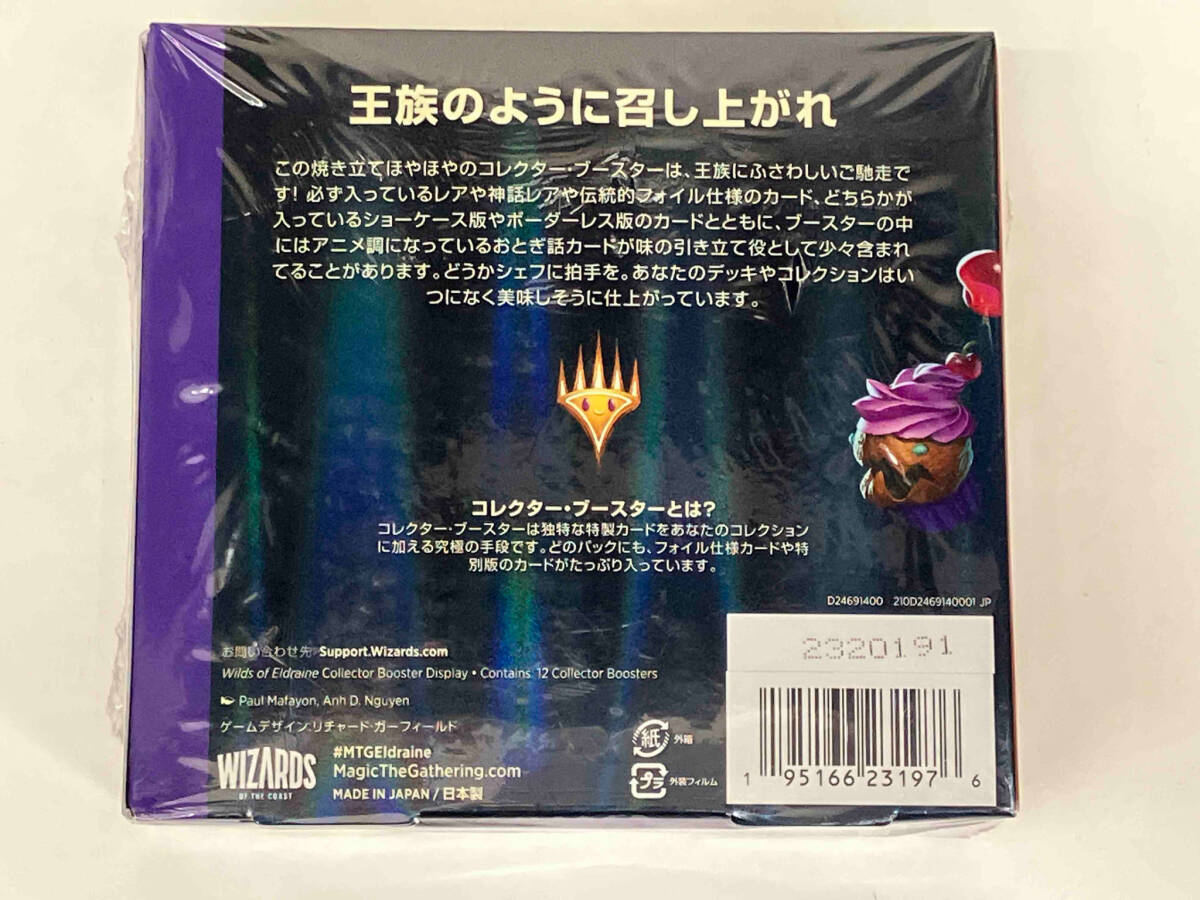 王族のように召し上がれ
この焼き立てほやほやのコレクター・ブースターは、王族にふさわしいご馳走で
す! 必ず入っているレアや神話レアや伝統的フォイル仕様のカード、どちらかが
入っているショーケース版やボーダーレス版のカードとともに、ブースターの中
にはアニメ調になっているおとぎ話カードが味の引き立て役として少々含まれ
てることがあります。どうかシェフに拍手を。あなたのデッキやコレクションはい
つになく美味しそうに仕上がっています。
コレクター・ブースターとは?
コレクター・ブースターは独特な特製カードをあなたのコレクション
に加える究極の手段です。どのパックにも、フォイル仕様カードや特
別版のカードがたっぷり入っています。
D24691400 210D2469140001 JP
2320191
お問い合わせ先 Support.Wizards.com
Wilds of Eldraine Collector Booster Display • Contains: 12 Collector Boosters
Paul Mafayon, Anh D. Nguyen
ゲームデザイン:リチャード・ガーフィールド
WIZARDS
OF THE COAST
#MTGEldraine
MagicTheGathering.com
MADE IN JAPAN / 日本製
紙 外箱
プラ 外装フィルム
1 95166 23197 6